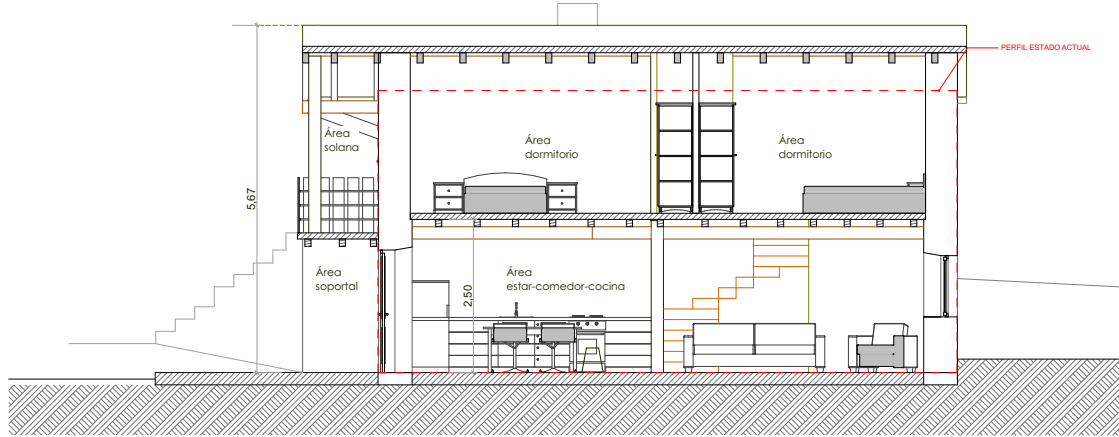 PERFIL ESTADO ACTUAL
Área
solana
Área
dormitorio
Área
dormitorio
5,67
Área
soportal
Área
estar-comedor-cocina
2,50